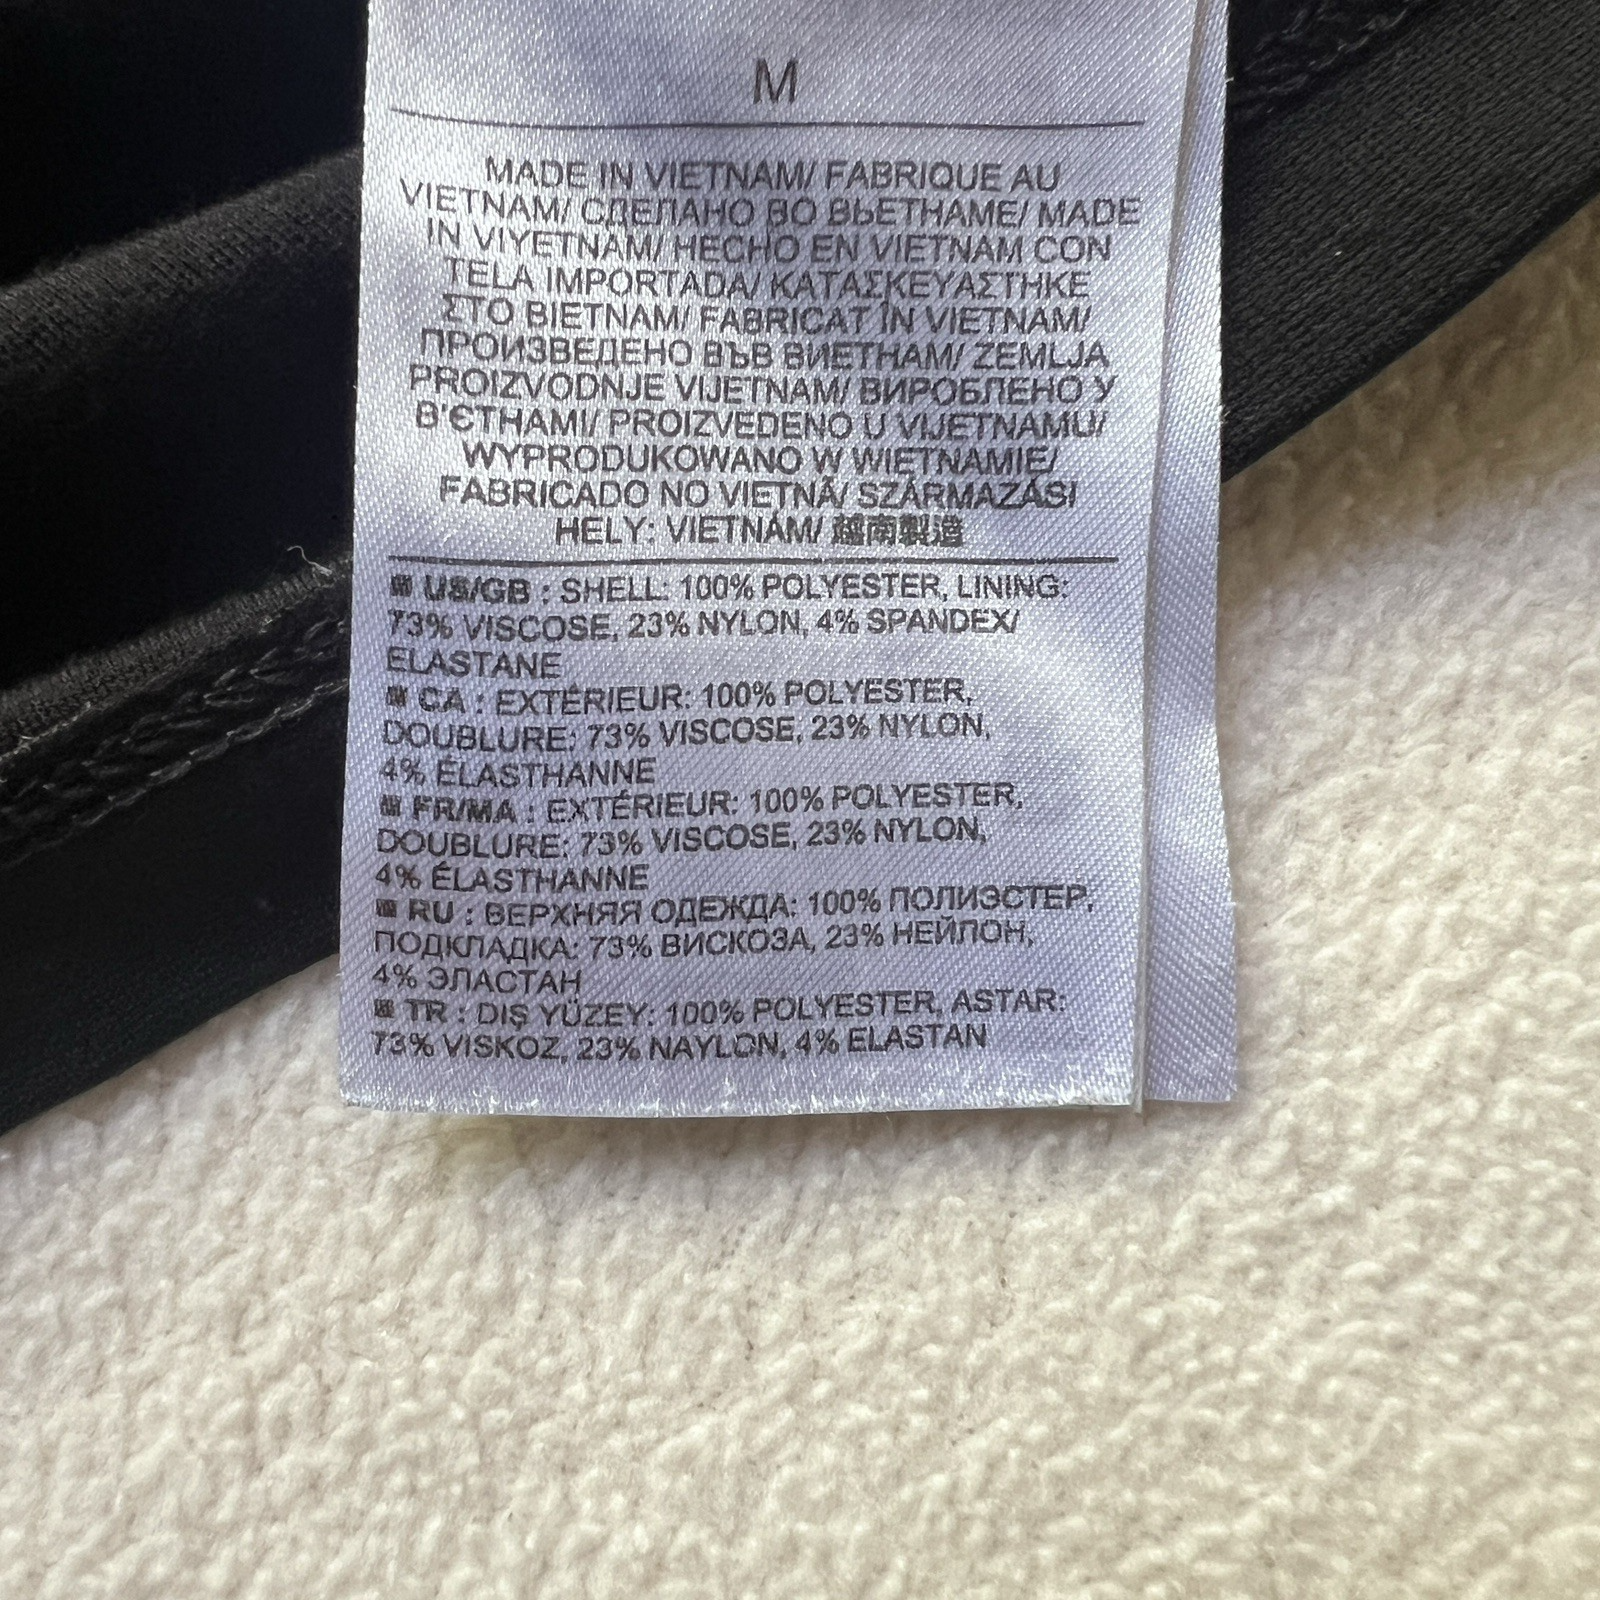 M
MADE IN VIETNAM/ FABRIQUE AU
VIETNAM/ СДЕЛАНО ВО ВЬЕТНАМЕ/ MADE
IN VIYETNAM/ HECHO EN VIETNAM CON
TELA IMPORTADA/ ΚΑΤΑΣΚΕΥΑΣΤΗΚΕ
ΣΤΟ ΒΙΕΤΝΑΜ/ FABRICAT ÎN VIETNAM/
ПРОИЗВЕДЕНО ВЪВ ВИЕТНАМ/ ZEMLJA
PROIZVODNJE VIJETNAM/ ВИРОБЛЕНО У
В'ЄТНАМІ/ PROIZVEDENO U VIJETNAMU/
WYPRODUKOWANO W WIETNAMIE/
FABRICADO NO VIETNÃ/ SZÁRMAZÁSI
HELY: VIETNÁM/ 越南製造
US/GB : SHELL: 100% POLYESTER, LINING:
73% VISCOSE, 23% NYLON, 4% SPANDEX/
ELASTANE
CA : EXTÉRIEUR: 100% POLYESTER,
DOUBLURE: 73% VISCOSE, 23% NYLON,
4% ÉLASTHANNE
FR/MA : EXTÉRIEUR: 100% POLYESTER,
DOUBLURE: 73% VISCOSE, 23% NYLON,
4% ÉLASTHANNE
RU : ВЕРХНЯЯ ОДЕЖДА: 100% ПОЛИЭСТЕР,
ПОДКЛАДКА: 73% ВИСКОЗА, 23% НЕЙЛОН,
4% ЭЛАСТАН
TR : DIŞ YÜZEY: 100% POLYESTER, ASTAR:
73% VISKOZ, 23% NAYLON, 4% ELASTAN